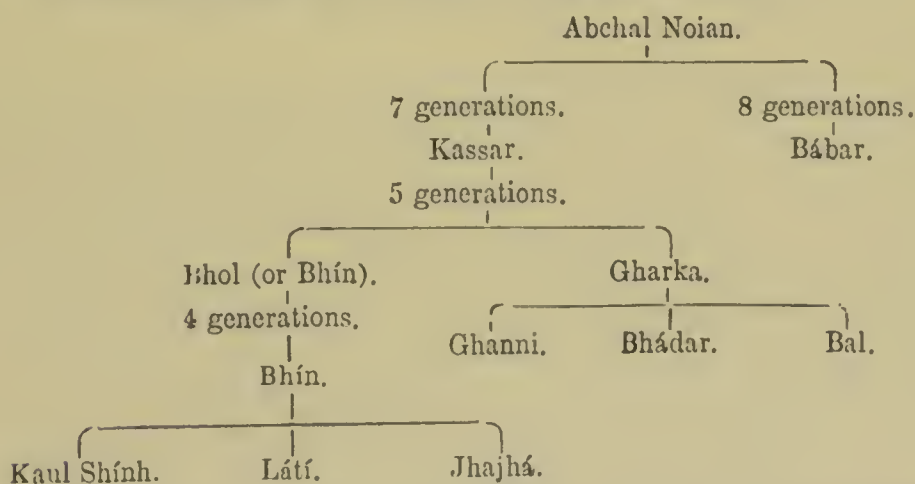 Abchal Noian.
7 generations. 8 generations.
Kassar. Bábar.
5 generations.
Bhol (or Bhín). Gharka.
4 generations.
Ghanni. Bhádar. Bal.
Bhín.
Kaul Shính. Látí. Jhajhá.